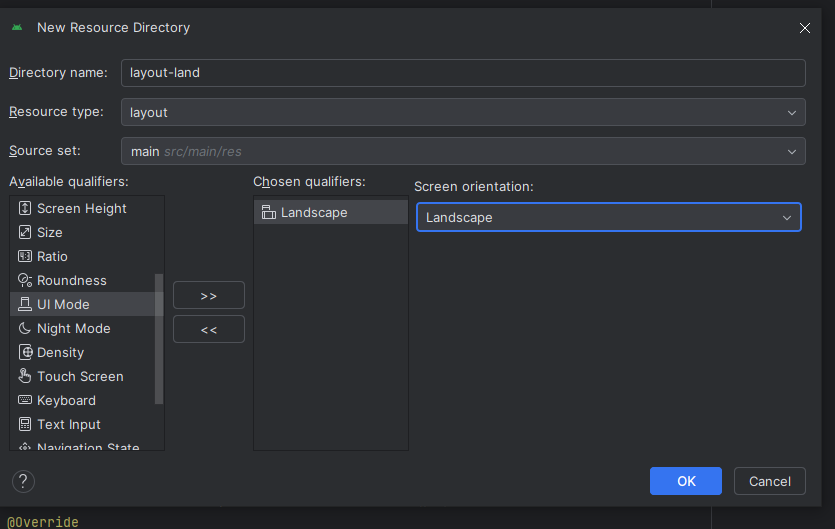 New Resource Directory
Directory name: layout-land
Resource type: layout
Source set: main src/main/res
Available qualifiers:
Screen Height
Size
Ratio
Roundness
UI Mode
Night Mode
Density
Touch Screen
Keyboard
Text Input
Navigation State
>>
<<
Chosen qualifiers:
Landscape
Screen orientation:
Landscape
?
OK
Cancel
@Override